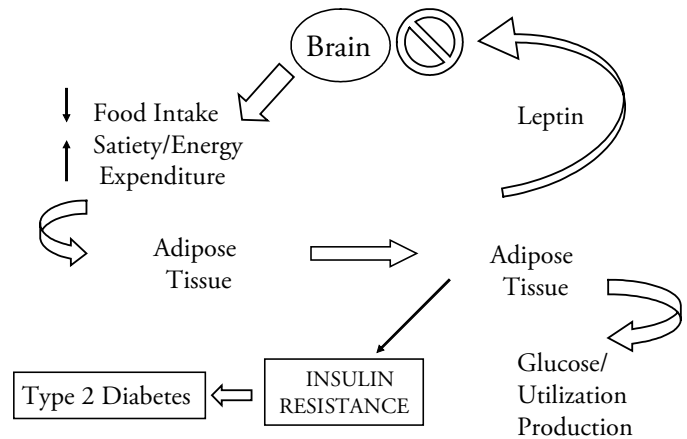 Brain
Leptin
Food Intake
Satiety/Energy
Expenditure
Adipose
Tissue
Adipose
Tissue
Glucose/
Utilization
Production
INSULIN
RESISTANCE
Type 2 Diabetes